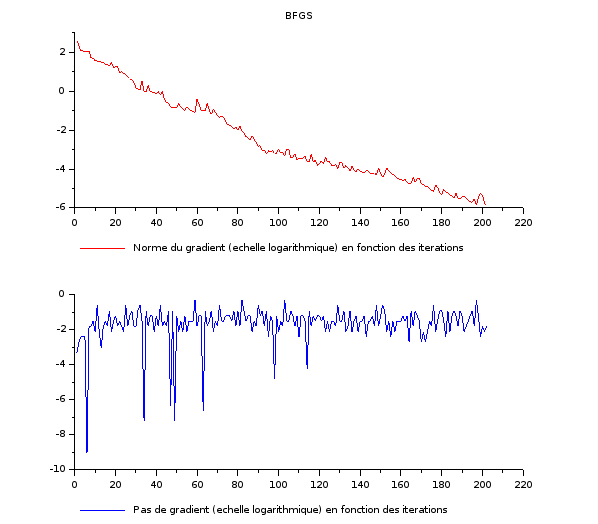 BFGS
2
0
-2
-4
-6
0 20 40 60 80 100 120 140 160 180 200 220
Norme du gradient (echelle logarithmique) en fonction des iterations
0
-2
-4
-6
-8
-10
0 20 40 60 80 100 120 140 160 180 200 220
Pas de gradient (echelle logarithmique) en fonction des iterations